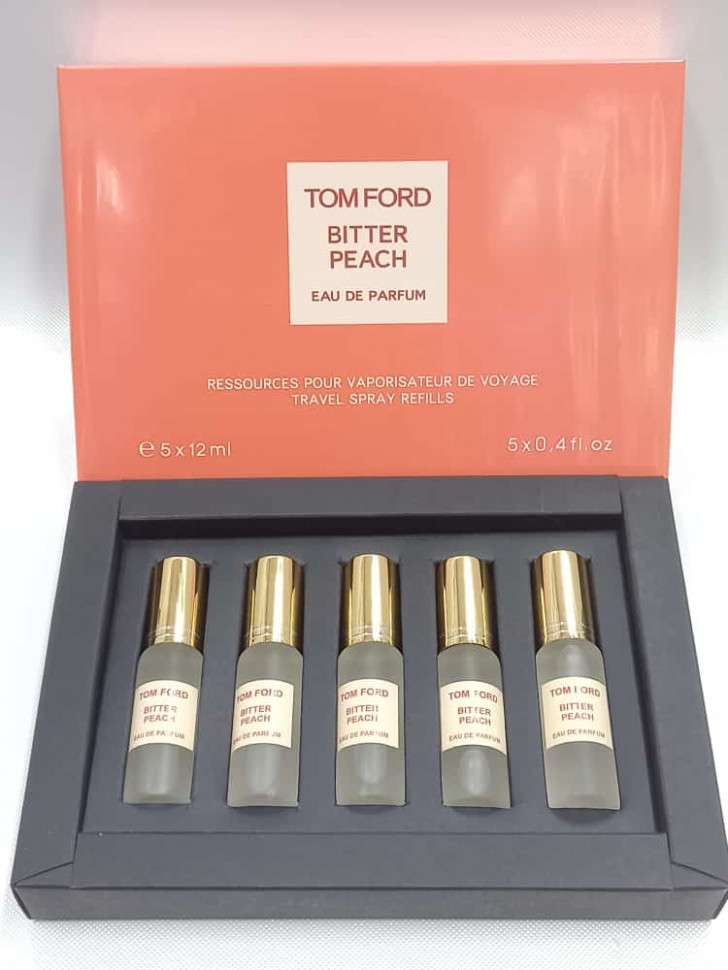 TOM FORD
BITTER
PEACH
EAU DE PARFUM
RESSOURCES POUR VAPORISATEUR DE VOYAGE
TRAVEL SPRAY REFILLS
℮ 5 x 12 ml
5 x 0,4 fl.oz
TOM FORD
BITTER
PEACH
EAU DE PARFUM
TOM FORD
BITTER
PEACH
EAU DE PARFUM
TOM FORD
BITTER
PEACH
EAU DE PARFUM
TOM FORD
BITTER
PEACH
EAU DE PARFUM
TOM FORD
BITTER
PEACH
EAU DE PARFUM